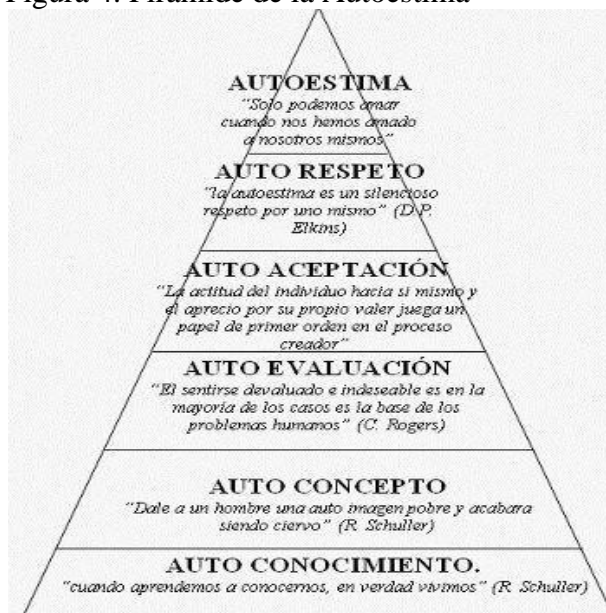 Figura 4. Pirámide de la Autoestima
AUTOESTIMA
"Solo podemos amar
cuando nos hemos amado
a nosotros mismos"
AUTO RESPETO
"la autoestima es un silencioso
respeto por uno mismo" (D.P.
Elkins)
AUTO ACEPTACIÓN
"La actitud del individuo hacia si mismo y
el aprecio por su propio valer juega un
papel de primer orden en el proceso
creador"
AUTO EVALUACIÓN
"El sentirse devaluado e indeseable es en la
mayoría de los casos es la base de los
problemas humanos" (C. Rogers)
AUTO CONCEPTO
"Dale a un hombre una auto imagen pobre y acabara
siendo ciervo" (R. Schuller)
AUTO CONOCIMIENTO.
"cuando aprendemos a conocernos, en verdad vivimos" (R. Schuller)